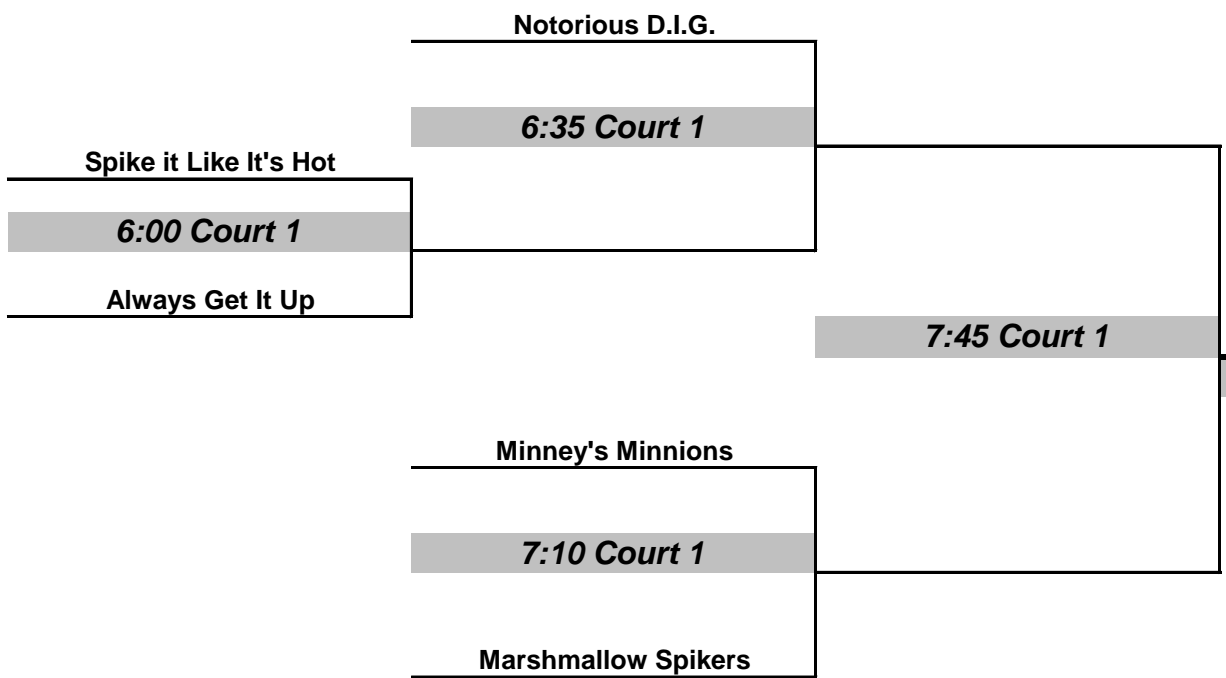 Notorious D.I.G.
6:35 Court 1
Spike it Like It's Hot
6:00 Court 1
Always Get It Up
7:45 Court 1
Minney's Minnions
7:10 Court 1
Marshmallow Spikers